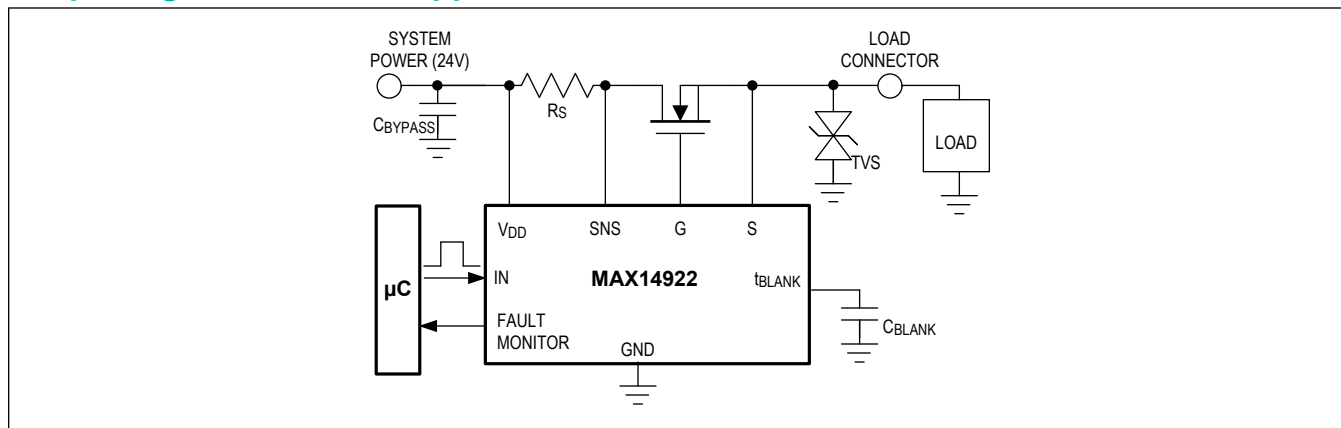 SYSTEM
POWER (24V)
LOAD
CONNECTOR
RS
CBYPASS
TVS
LOAD
VDD
SNS
G
S
µC
IN
MAX14922
tBLANK
CBLANK
FAULT
MONITOR
GND